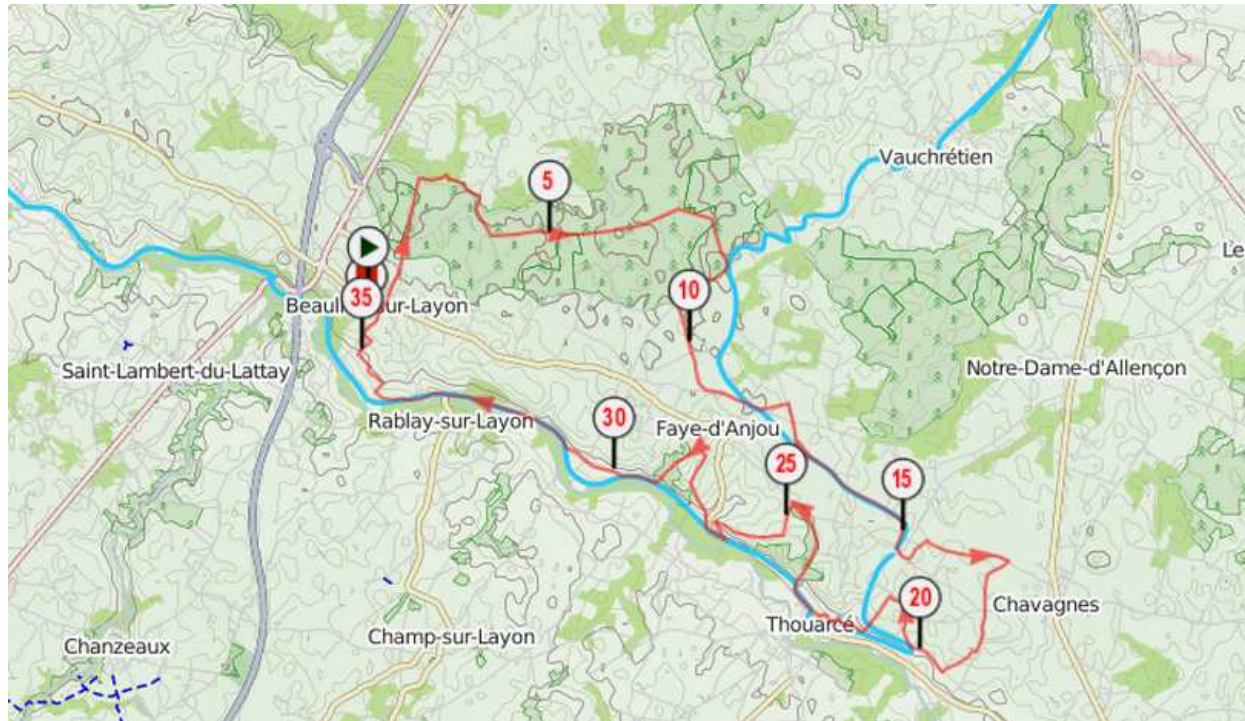 Vauchrétien
5
Le
10
35
Saint-Lambert-du-Lattay
Notre-Dame-d'Allençon
Rablay-sur-Layon
30
Faye-d'Anjou
25
15
20
Chavagnes
Thouarcé
Champ-sur-Layon
Chanzeaux